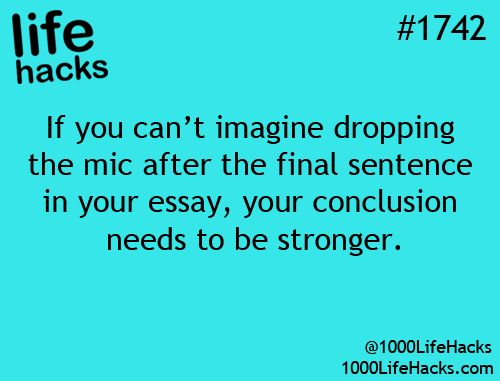 life
hacks
#1742
If you can't imagine dropping
the mic after the final sentence
in your essay, your conclusion
needs to be stronger.
@1000LifeHacks
1000LifeHacks.com